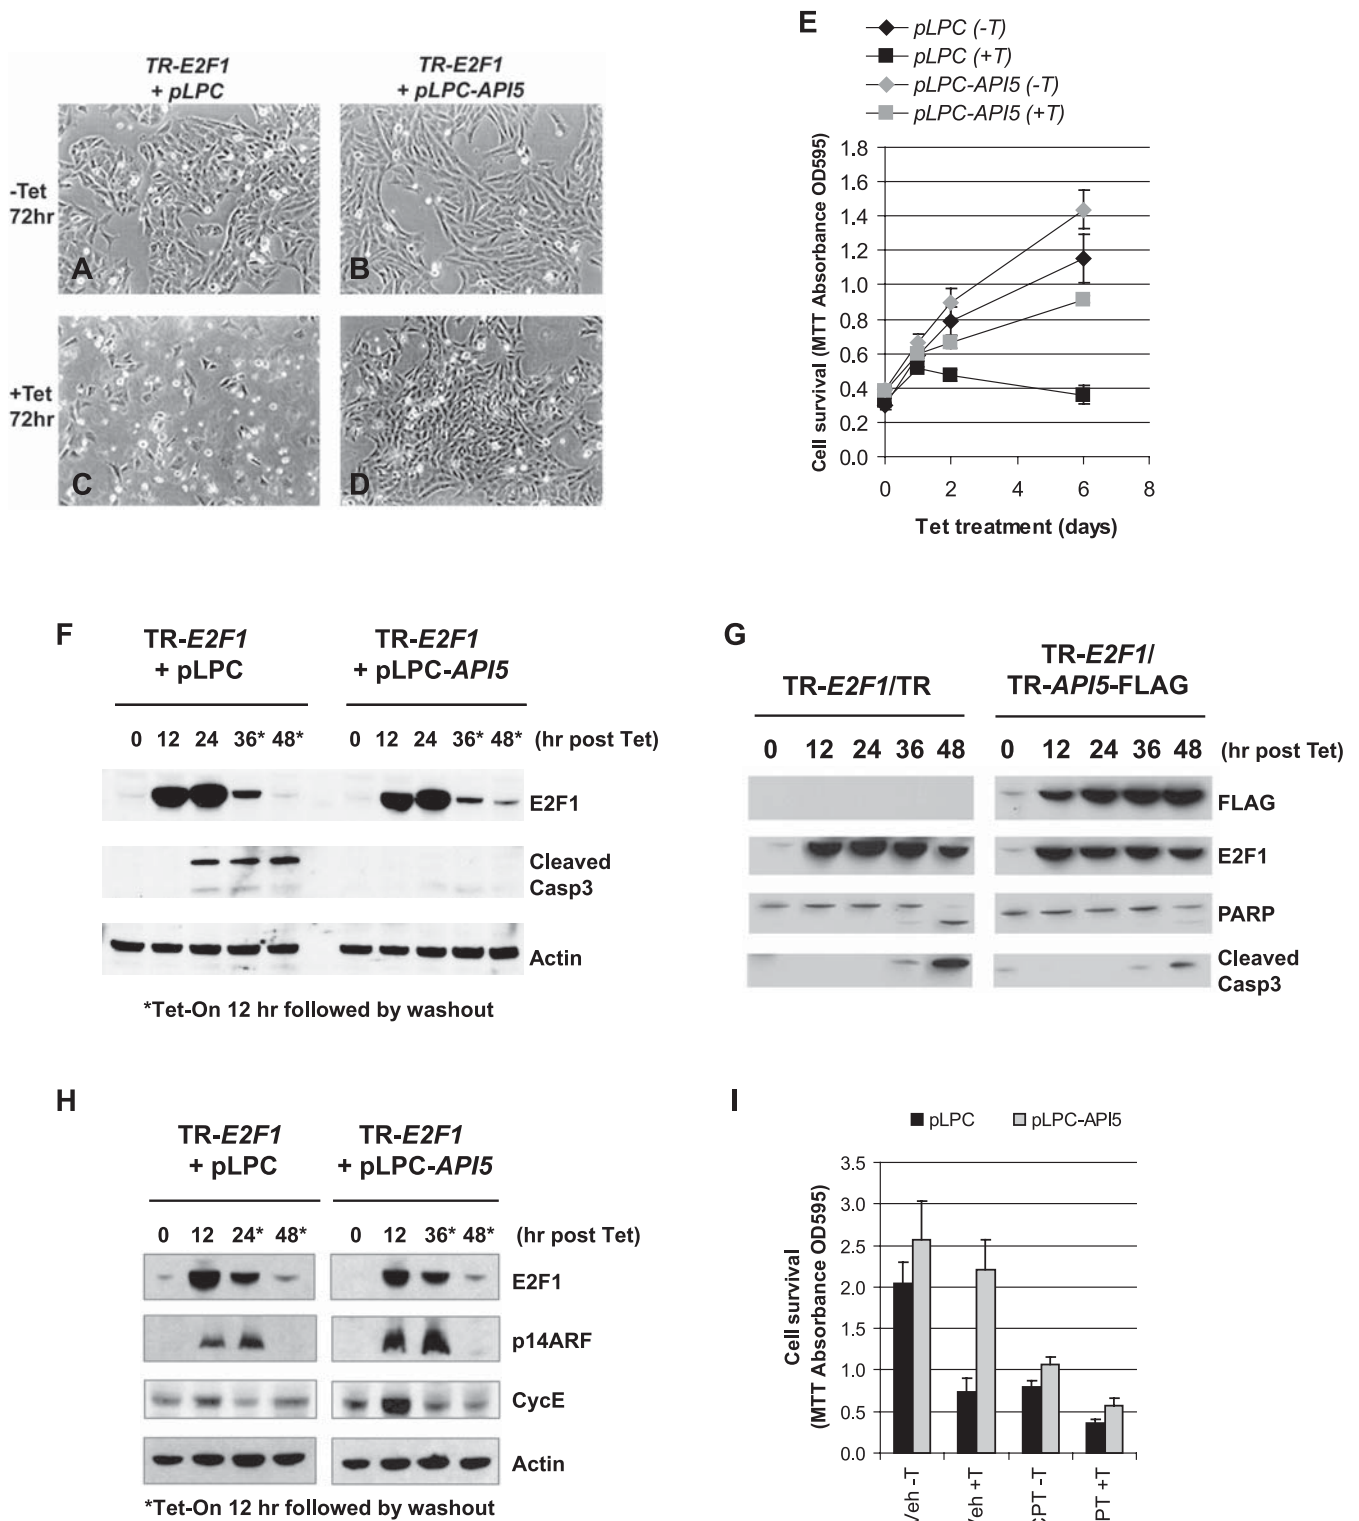 E
pLPC (-T)
pLPC (+T)
pLPC-API5 (-T)
pLPC-API5 (+T)
TR-E2F1
+ pLPC
TR-E2F1
+ pLPC-API5
-Tet
72hr
+Tet
72hr
A
B
C
D
Cell survival (MTT Absorbance OD595)
1.8
1.6
1.4
1.2
1.0
0.8
0.6
0.4
0.2
0.0
0 2 4 6 8
Tet treatment (days)
F
TR-E2F1
+ pLPC
TR-E2F1
+ pLPC-API5
0 12 24 36* 48* 0 12 24 36* 48* (hr post Tet)
E2F1
Cleaved
Casp3
Actin
*Tet-On 12 hr followed by washout
G
TR-E2F1/TR
TR-E2F1/
TR-API5-FLAG
0 12 24 36 48 0 12 24 36 48 (hr post Tet)
FLAG
E2F1
PARP
Cleaved
Casp3
H
TR-E2F1
+ pLPC
TR-E2F1
+ pLPC-API5
0 12 24* 48* 0 12 36* 48* (hr post Tet)
E2F1
p14ARF
CycE
Actin
*Tet-On 12 hr followed by washout
I
pLPC pLPC-API5
Cell survival
(MTT Absorbance OD595)
3.5
3.0
2.5
2.0
1.5
1.0
0.5
0.0
Veh -T
Veh +T
CPT -T
CPT +T